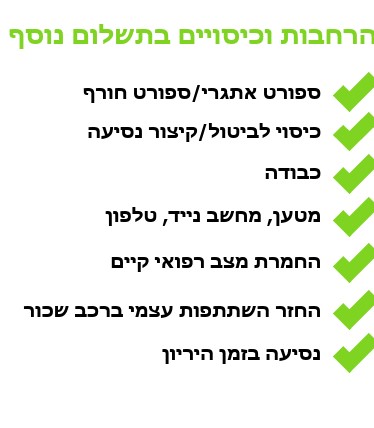 הרחבות וכיסויים בתשלום נוסף
ספורט אתגרי/ספורט חורף
כיסוי לביטול/קיצור נסיעה
כבודה
מטען, מחשב נייד, טלפון
החמרת מצב רפואי קיים
החזר השתתפות עצמי ברכב שכור
נסיעה בזמן היריון